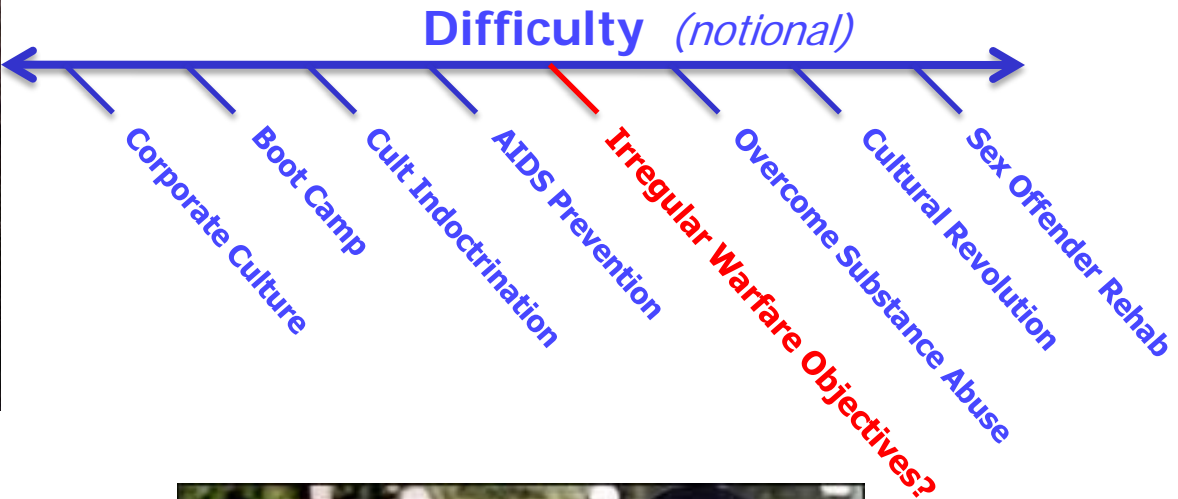 Difficulty (notional)
Corporate Culture
Boot Camp
Cult Indoctrination
AIDS Prevention
Irregular Warfare Objectives?
Overcome Substance Abuse
Cultural Revolution
Sex Offender Rehab